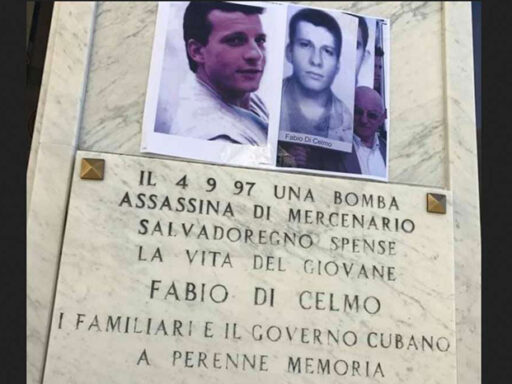 Fabio Di Celmo
IL 4 9 97 UNA BOMBA
ASSASSINA DI MERCENARIO
SALVADOREGNO SPENSE
LA VITA DEL GIOVANE
FABIO DI CELMO
I FAMILIARI E IL GOVERNO CUBANO
A PERENNE MEMORIA